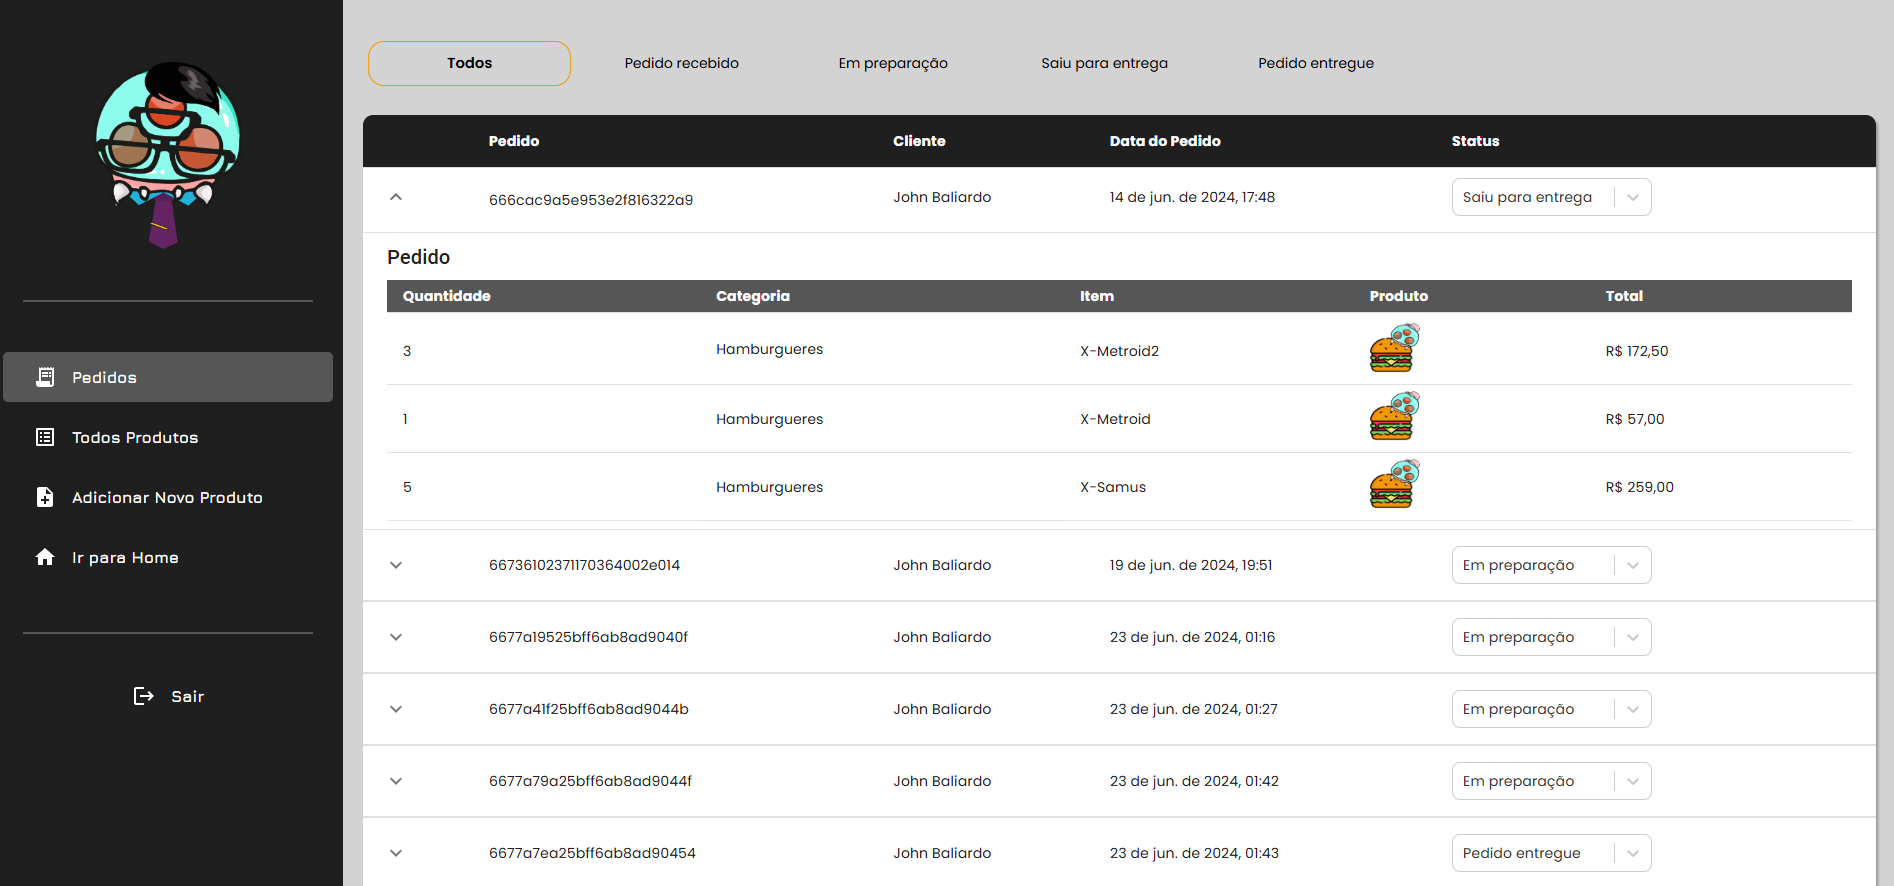 Todos Pedido recebido Em preparação Saiu para entrega Pedido entregue
Pedido Cliente Data do Pedido Status
666cac9a5e953e2f816322a9 John Baliardo 14 de jun. de 2024, 17:48 Saiu para entrega
Pedido
Quantidade Categoria Item Produto Total
3 Hamburgueres X-Metroid2 R$ 172,50
1 Hamburgueres X-Metroid R$ 57,00
5 Hamburgueres X-Samus R$ 259,00
66736102371170364002e014 John Baliardo 19 de jun. de 2024, 19:51 Em preparação
6677a19525bff6ab8ad9040f John Baliardo 23 de jun. de 2024, 01:16 Em preparação
6677a41f25bff6ab8ad9044b John Baliardo 23 de jun. de 2024, 01:27 Em preparação
6677a79a25bff6ab8ad9044f John Baliardo 23 de jun. de 2024, 01:42 Em preparação
6677a7ea25bff6ab8ad90454 John Baliardo 23 de jun. de 2024, 01:43 Pedido entregue
Pedidos
Todos Produtos
Adicionar Novo Produto
Ir para Home
Sair